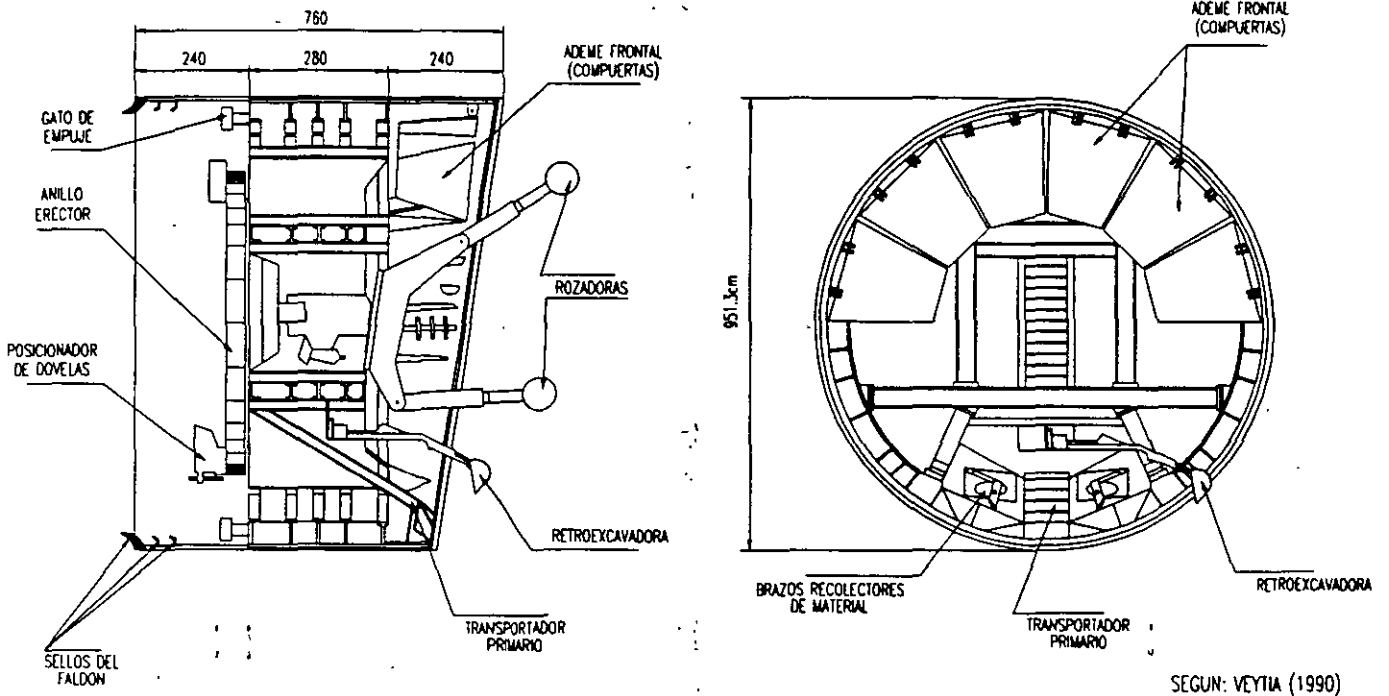 760
240
280
240
ADEME FRONTAL
(COMPUERTAS)
GATO DE
EMPUJE
ANILLO
ERECTOR
ROZADORAS
POSICIONADOR
DE DOVELAS
RETROEXCAVADORA
TRANSPORTADOR
PRIMARIO
SELLOS DEL
FALDON
ADEME FRONTAL
(COMPUERTAS)
951.3cm
BRAZOS RECOLECTORES
DE MATERIAL
TRANSPORTADOR
PRIMARIO
RETROEXCAVADORA
SEGUN: VEYTIA (1990)